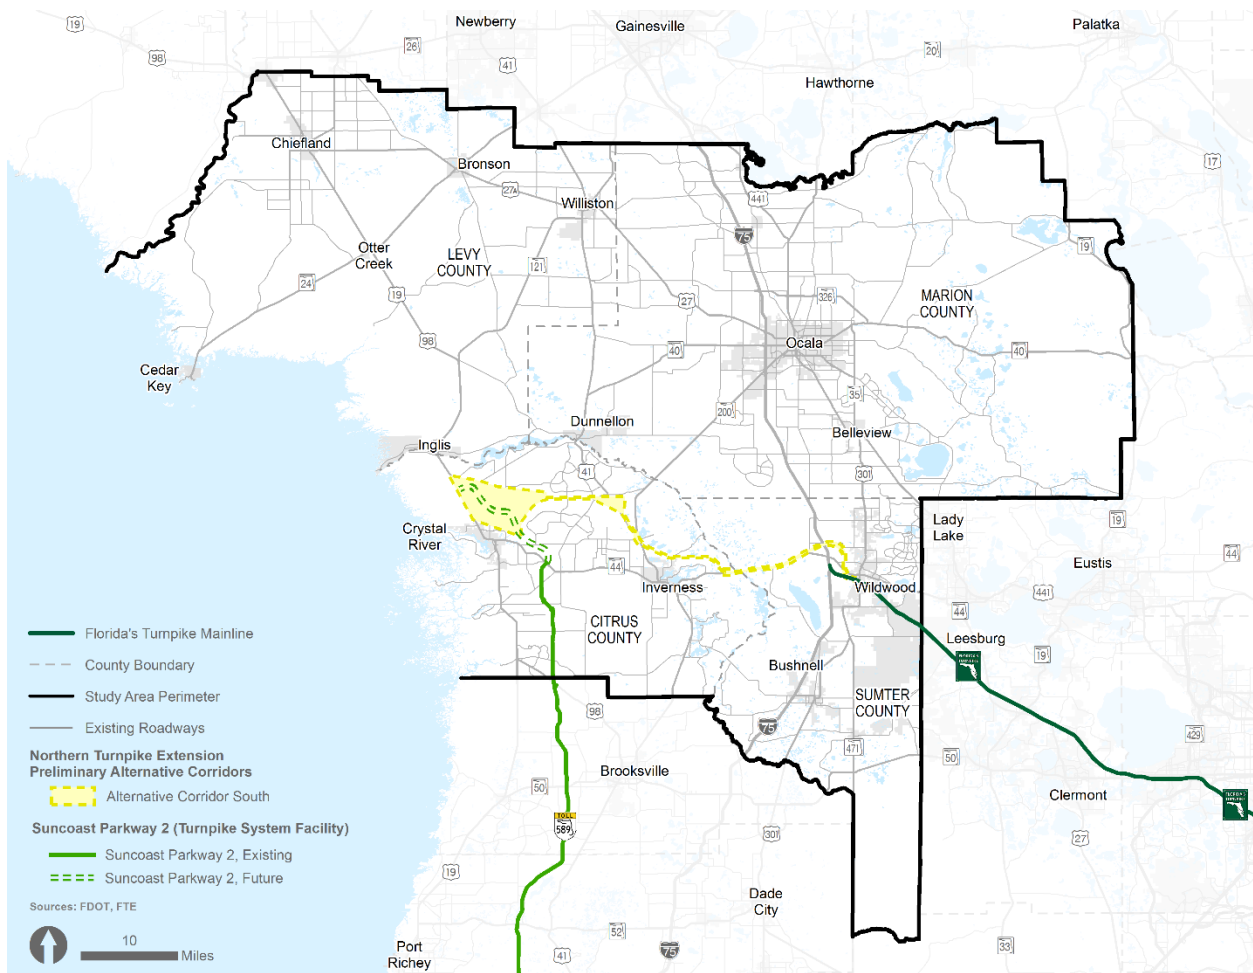 Newberry
Gainesville
Palatka
19
98
26
41
20
Hawthorne
17
Chiefland
Bronson
27A
Williston
441
75
19
Otter
Creek
LEVY
COUNTY
121
24
19
27
326
MARION
COUNTY
98
Ocala
40
40
Cedar
Key
35
200
Dunnellon
Belleview
Inglis
41
301
Crystal
River
Lady
Lake
19
44
Eustis
44
Inverness
Wildwood
441
44
CITRUS
COUNTY
Leesburg
19
Bushnell
SUMTER
COUNTY
98
75
471
429
50
Brooksville
50
Clermont
TOLL
589
301
27
19
Dade
City
52
33
Port
Richey
41
75
Florida's Turnpike Mainline
County Boundary
Study Area Perimeter
Existing Roadways
Northern Turnpike Extension
Preliminary Alternative Corridors
Alternative Corridor South
Suncoast Parkway 2 (Turnpike System Facility)
Suncoast Parkway 2, Existing
Suncoast Parkway 2, Future
Sources: FDOT, FTE
10
Miles